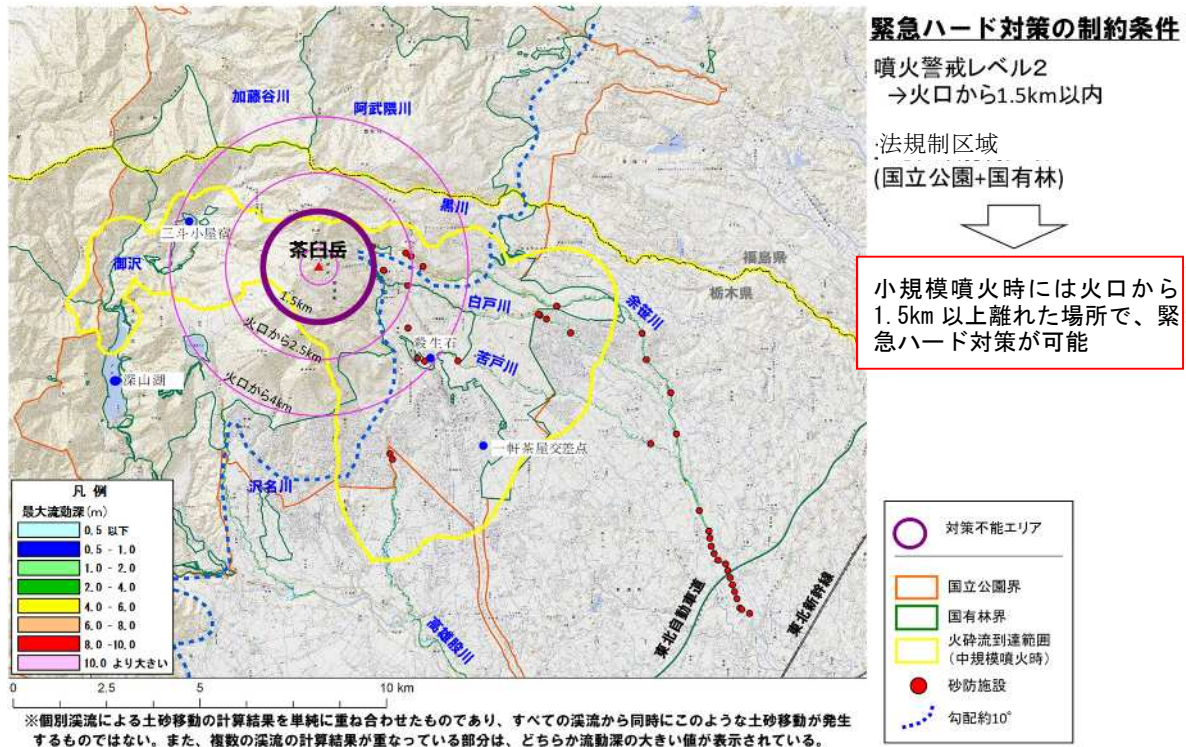 緊急ハード対策の制約条件
噴火警戒レベル2
→火口から1.5km以内
・法規制区域
(国立公園+国有林)
小規模噴火時には火口から
1.5km 以上離れた場所で、緊
急ハード対策が可能
加藤谷川
阿武隈川
黒川
三斗小屋宿
御沢
茶臼岳
福島県
栃木県
1.5km
白戸川
余笹川
火口から2.5km
殺生石
苦戸川
深山湖
火口から4km
一軒茶屋交差点
沢名川
高雄股川
東北自動車道
東北新幹線
凡 例
最大流動深(m)
0.5 以下
0.5 - 1.0
1.0 - 2.0
2.0 - 4.0
4.0 - 6.0
6.0 - 8.0
8.0 -10.0
10.0 より大きい
対策不能エリア
国立公園界
国有林界
火砕流到達範囲
(中規模噴火時)
砂防施設
勾配約10°
0 2.5 5 10 km
※個別渓流による土砂移動の計算結果を単純に重ね合わせたものであり、すべての渓流から同時にこのような土砂移動が発生
するものではない。また、複数の渓流の計算結果が重なっている部分は、どちらか流動深の大きい値が表示されている。